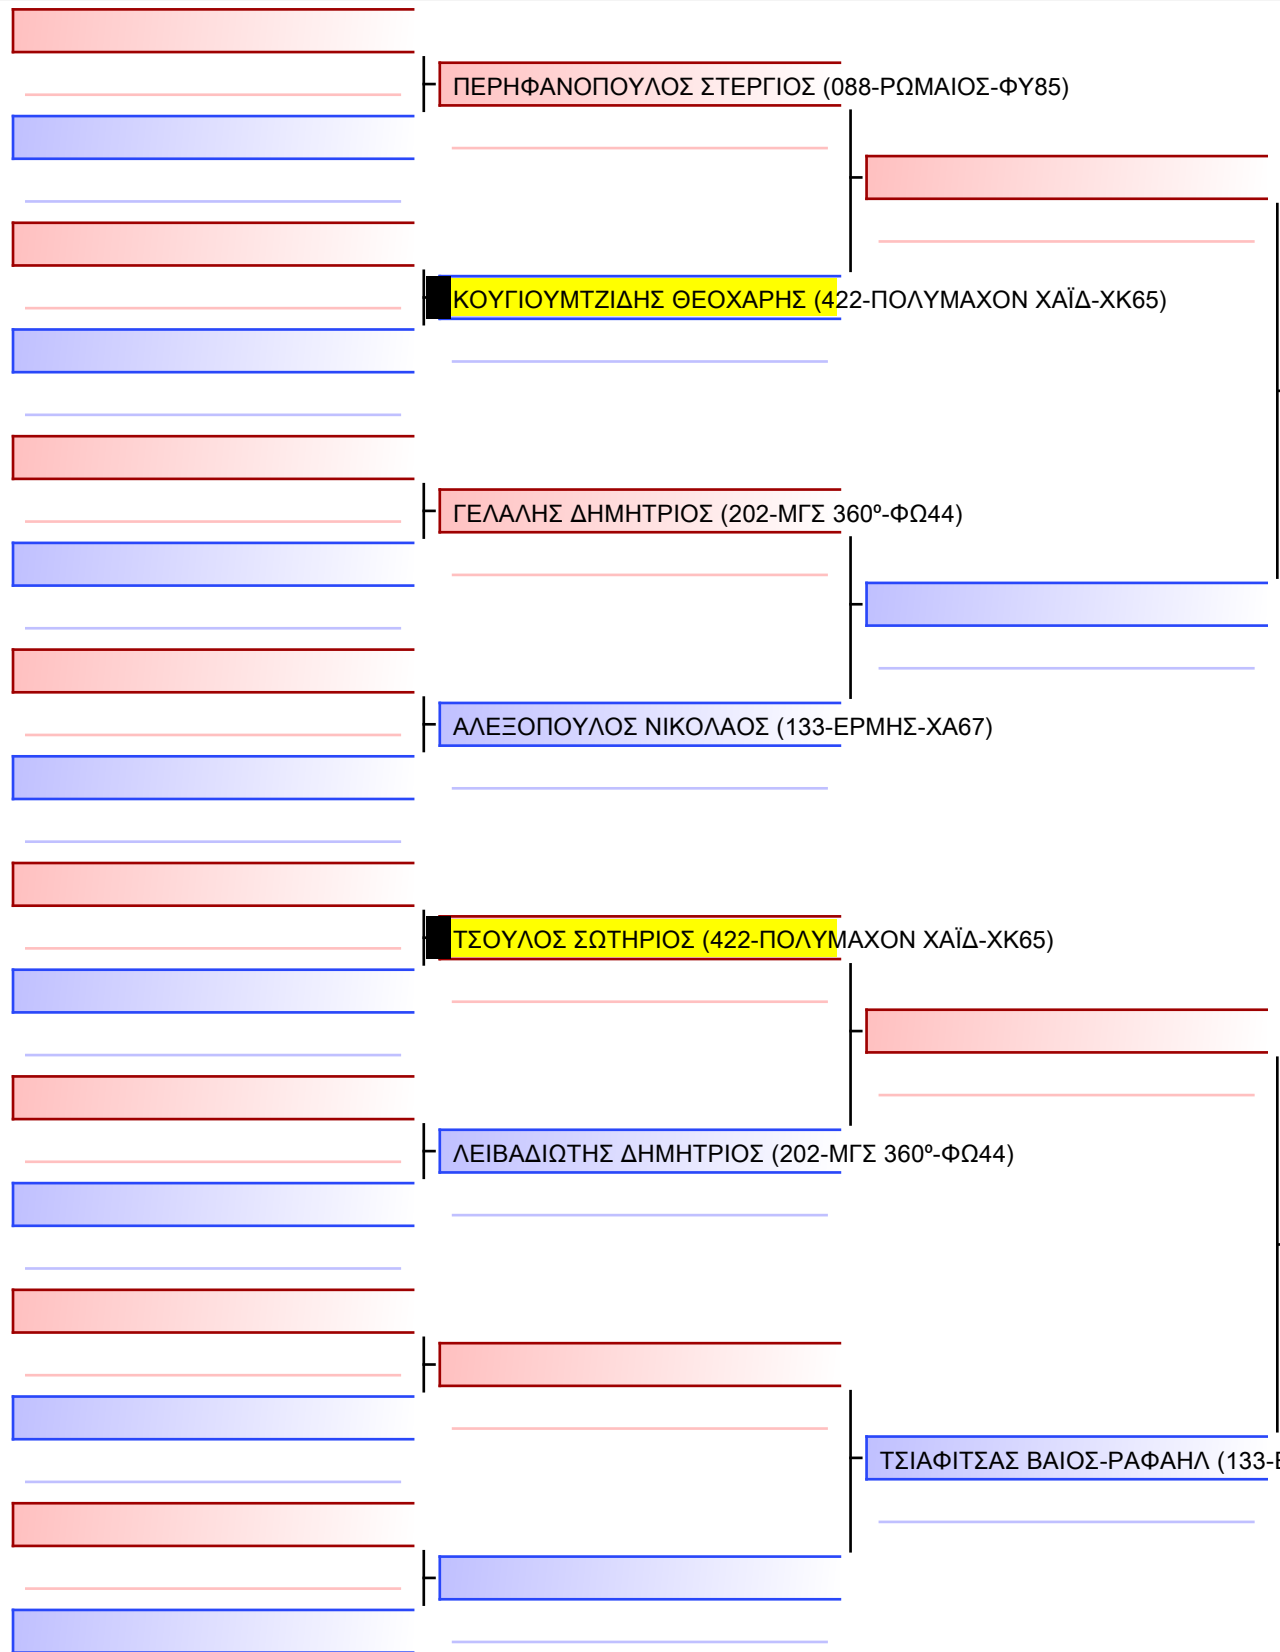 ΠΕΡΗΦΑΝΟΠΟΥΛΟΣ ΣΤΕΡΓΙΟΣ (088-ΡΩΜΑΙΟΣ-ΦΥ85)
ΚΟΥΓΙΟΥΜΤΖΙΔΗΣ ΘΕΟΧΑΡΗΣ (422-ΠΟΛΥΜΑΧΟΝ ΧΑΪΔ-ΧΚ65)
ΓΕΛΑΛΗΣ ΔΗΜΗΤΡΙΟΣ (202-ΜΓΣ 360º-ΦΩ44)
ΑΛΕΞΟΠΟΥΛΟΣ ΝΙΚΟΛΑΟΣ (133-ΕΡΜΗΣ-ΧΑ67)
ΤΣΟΥΛΟΣ ΣΩΤΗΡΙΟΣ (422-ΠΟΛΥΜΑΧΟΝ ΧΑΪΔ-ΧΚ65)
ΛΕΙΒΑΔΙΩΤΗΣ ΔΗΜΗΤΡΙΟΣ (202-ΜΓΣ 360º-ΦΩ44)
ΤΣΙΑΦΙΤΣΑΣ ΒΑΙΟΣ-ΡΑΦΑΗΛ (133-